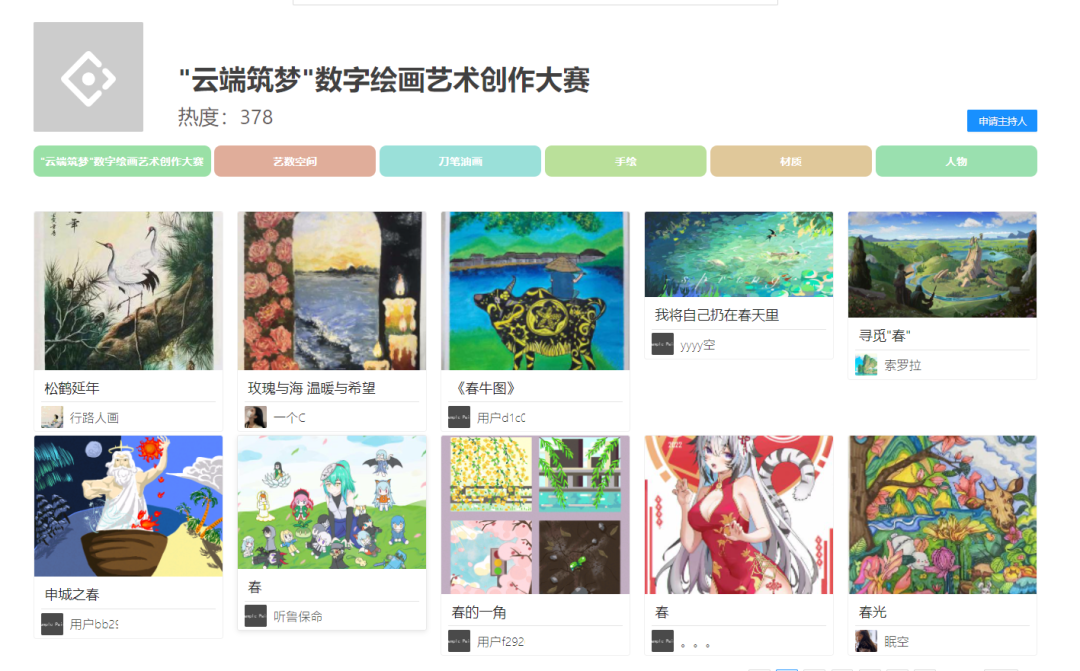 "云端筑梦"数字绘画艺术创作大赛
热度：378
申请主持人
"云端筑梦"数字绘画艺术创作大赛
艺数空间
刀笔油画
手绘
材质
人物
松鹤延年
行路人画
玫瑰与海 温暖与希望
一个C
《春牛图》
用户d1c0
我将自己扔在春天里
yyyy空
寻觅"春"
索罗拉
2022
申城之春
用户bb29
春
听鲁保命
春的一角
用户f292
春
。。。
春光
眠空